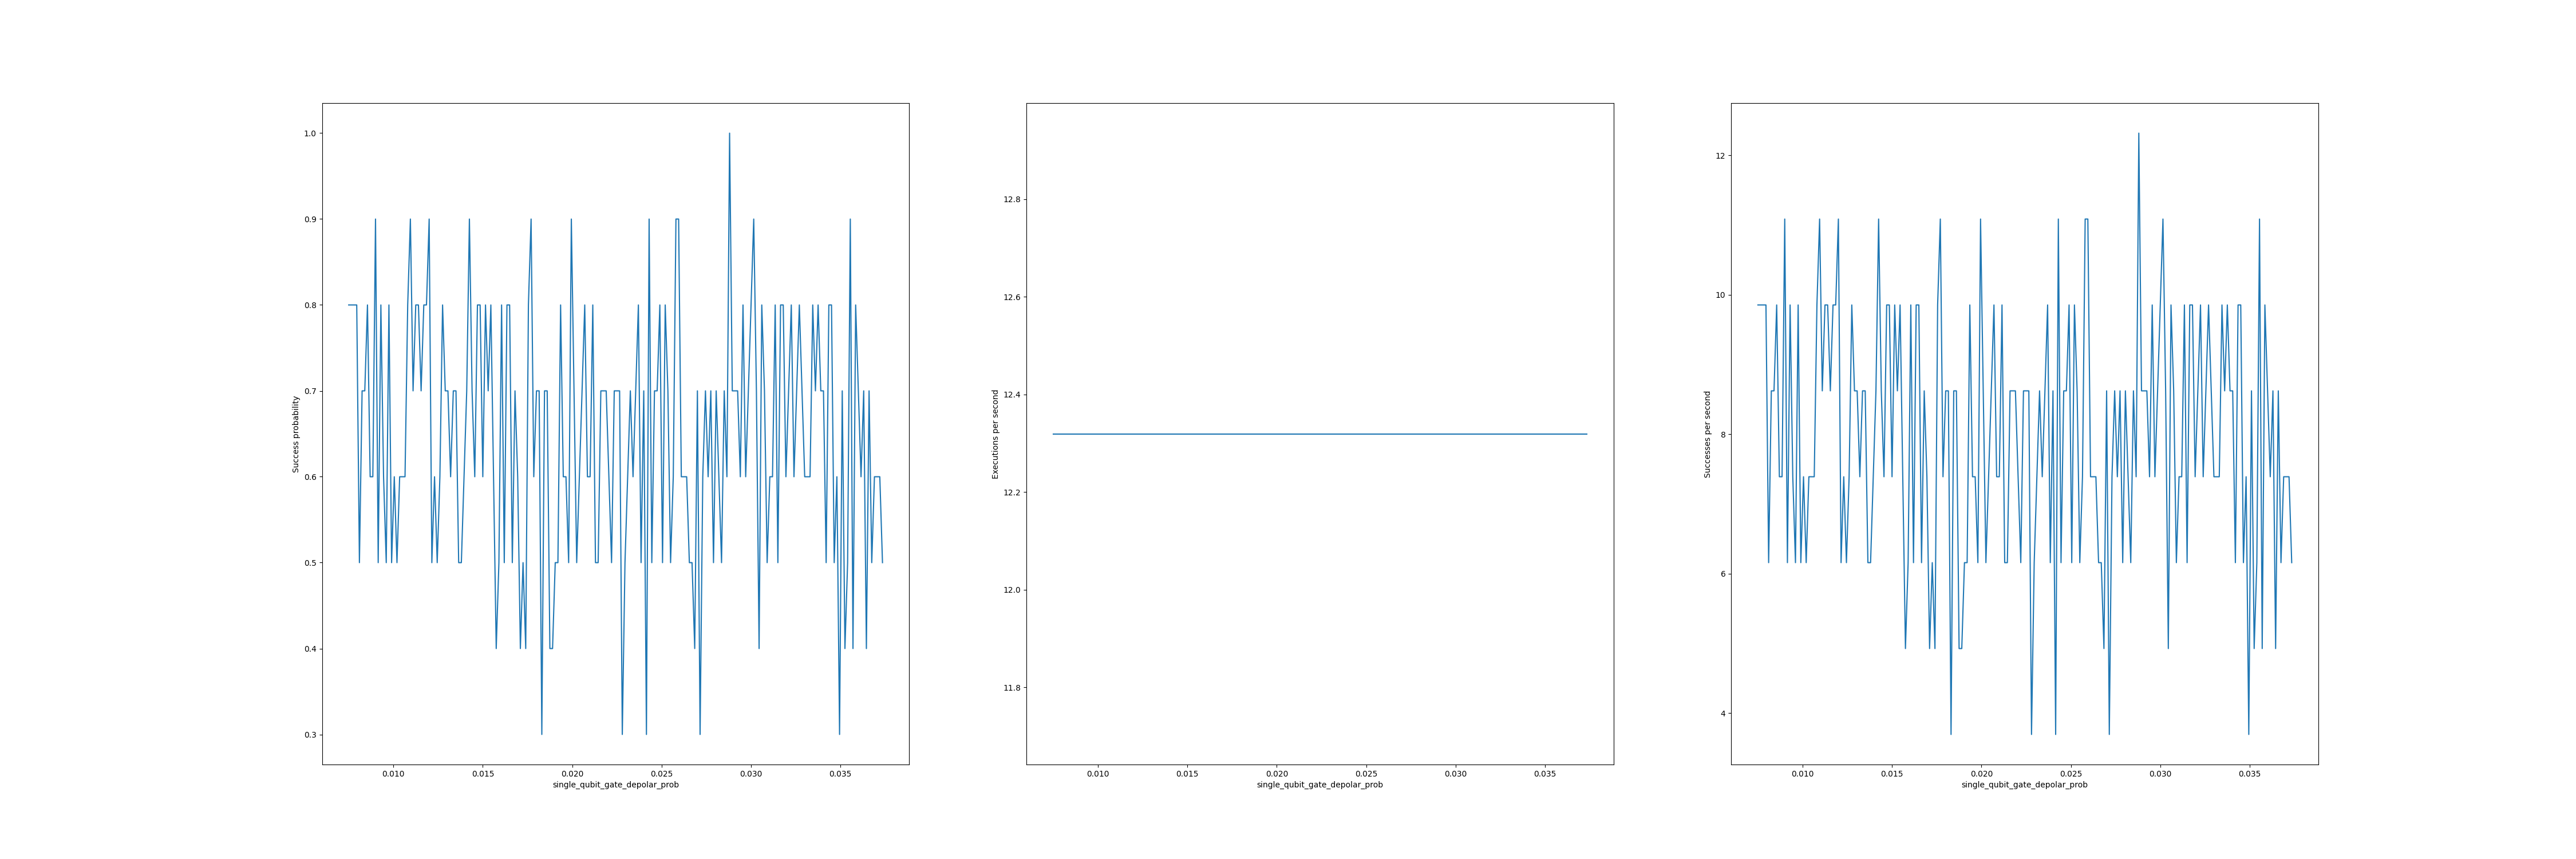 1.0
0.9
0.8
0.7
0.6
0.5
0.4
0.3
Success probability
0.010 0.015 0.020 0.025 0.030 0.035
single_qubit_gate_depolar_prob
12.8
12.6
12.4
12.2
12.0
11.8
Executions per second
0.010 0.015 0.020 0.025 0.030 0.035
single_qubit_gate_depolar_prob
12
10
8
6
4
Successes per second
0.010 0.015 0.020 0.025 0.030 0.035
single_qubit_gate_depolar_prob